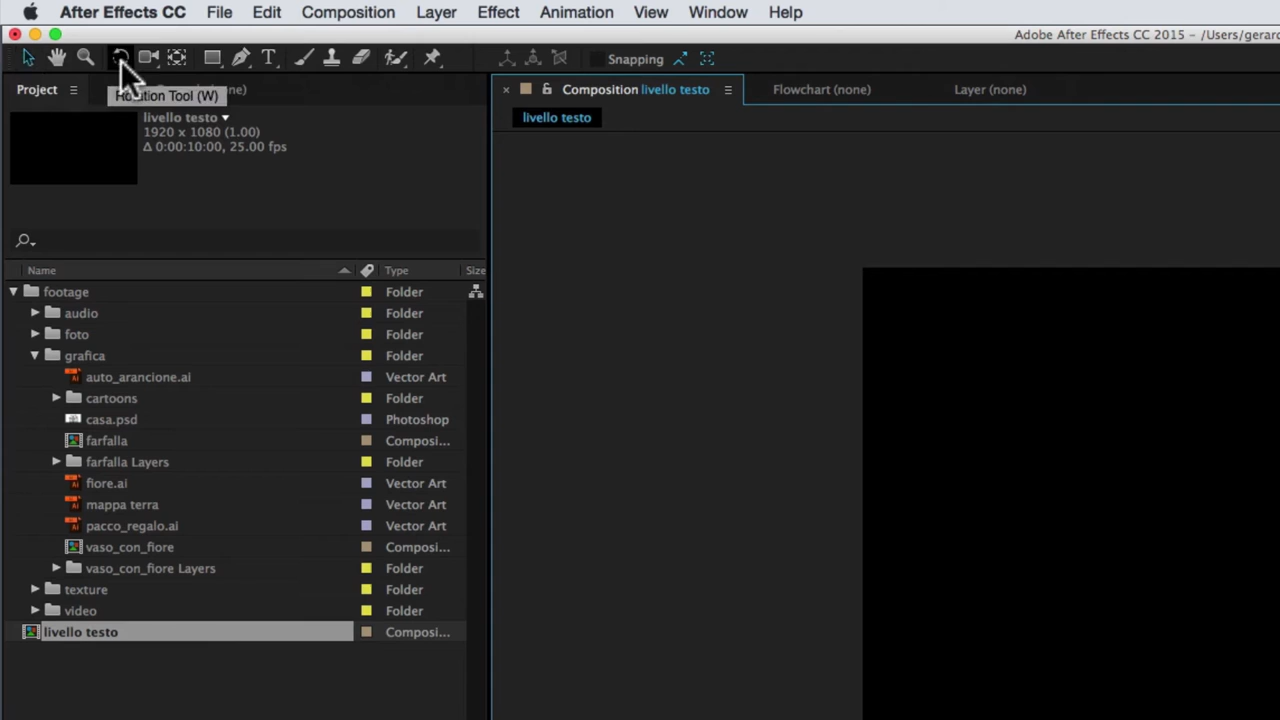 After Effects CC File Edit Composition Layer Effect Animation View Window Help
Adobe After Effects CC 2015 - /Users/gerarc
T Snapping
Project ne)
Rotation Tool (W)
Composition livello testo Flowchart (none) Layer (none)
livello testo
livello testo
1920 x 1080 (1.00)
Δ 0:00:10:00, 25.00 fps
Name Type Size
footage Folder
audio Folder
foto Folder
grafica Folder
auto_arancione.ai Vector Art
cartoons Folder
casa.psd Photoshop
farfalla Composi...
farfalla Layers Folder
fiore.ai Vector Art
mappa terra Vector Art
pacco_regalo.ai Vector Art
vaso_con_fiore Composi...
vaso_con_fiore Layers Folder
texture Folder
video Folder
livello testo Composi...